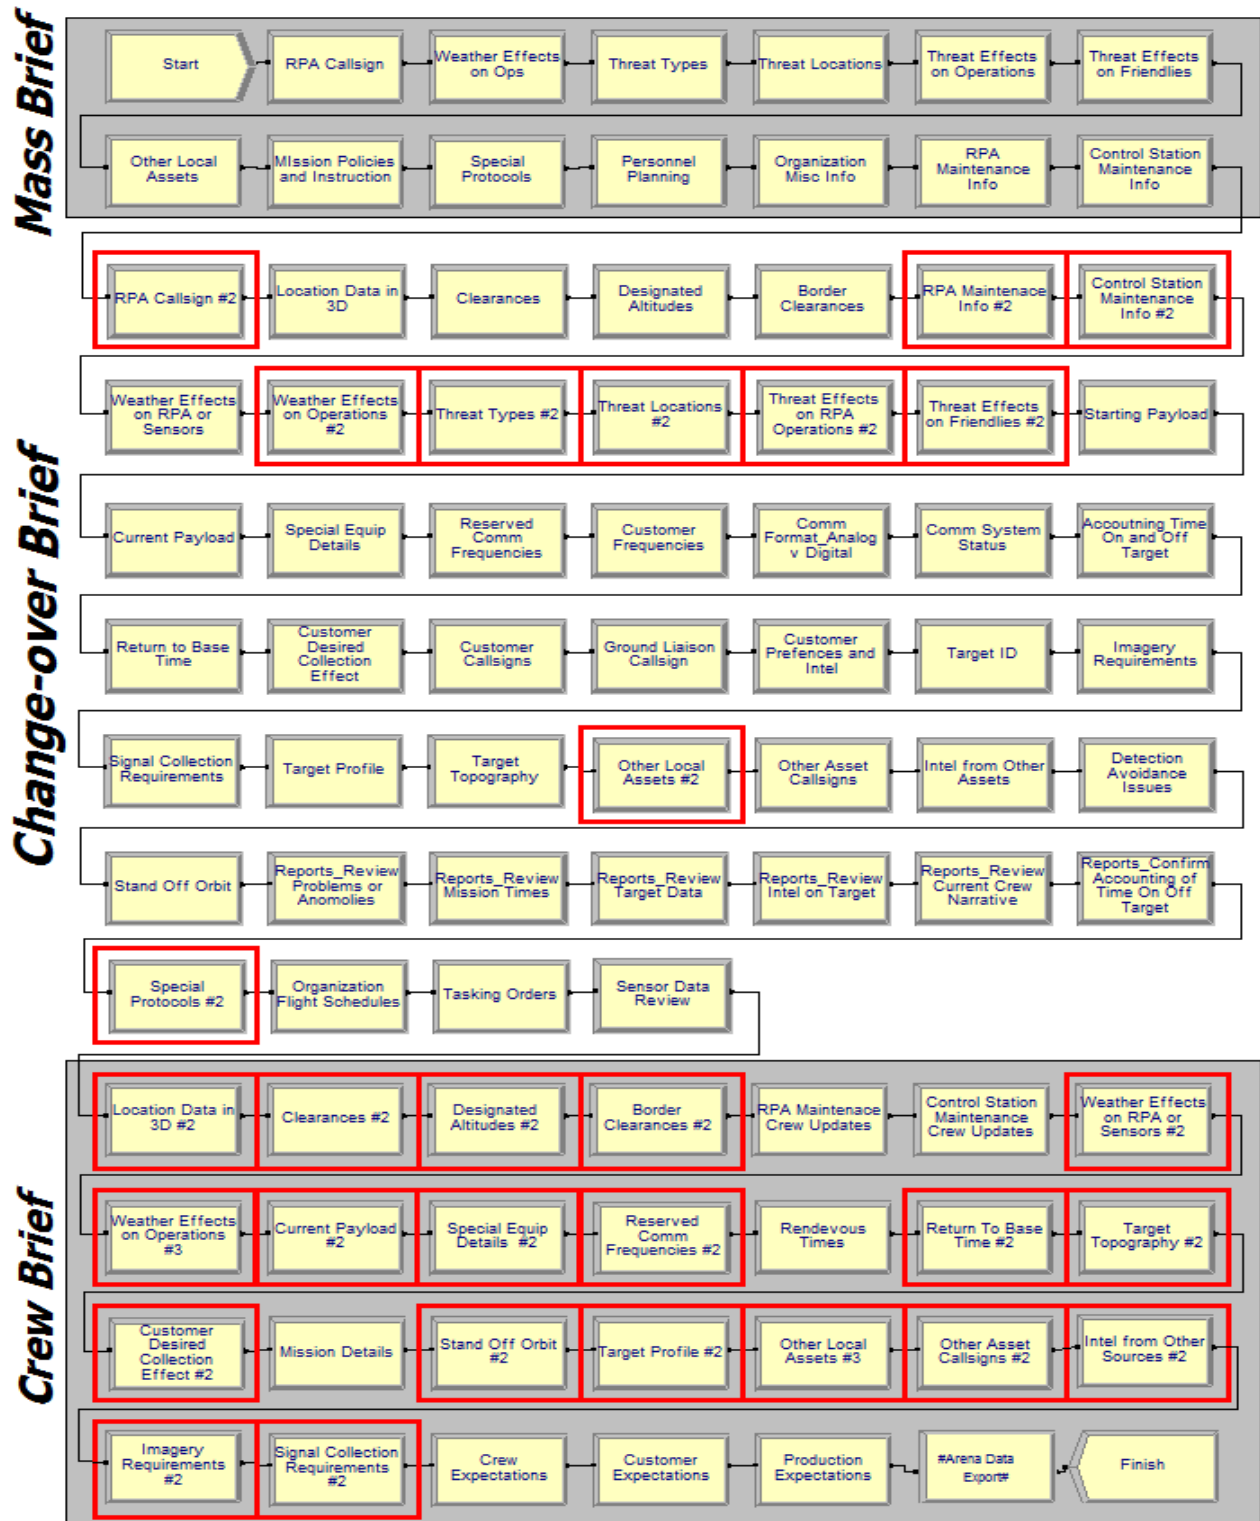 Mass Brief
Start
RPA Callsign
Weather Effects
on Ops
Threat Types
Threat Locations
Threat Effects
on Operations
Threat Effects
on Friendlies
Other Local
Assets
MIssion Policies
and Instruction
Special
Protocols
Personnel
Planning
Organization
Misc Info
RPA
Maintenance
Info
Control Station
Maintenance
Info
Change-over Brief
RPA Callsign #2
Location Data in
3D
Clearances
Designated
Altitudes
Border
Clearances
RPA Maintenace
Info #2
Control Station
Maintenance
Info #2
Weather Effects
on RPA or
Sensors
Weather Effects
on Operations
#2
Threat Types #2
Threat Locations
#2
Threat Effects
on RPA
Operations #2
Threat Effects
on Friendlies #2
Starting Payload
Current Payload
Special Equip
Details
Reserved
Comm
Frequencies
Customer
Frequencies
Comm
Format_Analog
v Digital
Comm System
Status
Accoutning Time
On and Off
Target
Return to Base
Time
Customer
Desired
Collection
Effect
Customer
Callsigns
Ground Liaison
Callsign
Customer
Prefences and
Intel
Target ID
Imagery
Requirements
Signal Collection
Requirements
Target Profile
Target
Topography
Other Local
Assets #2
Other Asset
Callsigns
Intel from Other
Assets
Detection
Avoidance
Issues
Stand Off Orbit
Reports_Review
Problems or
Anomolies
Reports_Review
Mission Times
Reports_Review
Target Data
Reports_Review
Intel on Target
Reports_Review
Current Crew
Narrative
Reports_Confirm
Accounting of
Time On Off
Target
Special
Protocols #2
Organization
Flight Schedules
Tasking Orders
Sensor Data
Review
Crew Brief
Location Data in
3D #2
Clearances #2
Designated
Altitudes #2
Border
Clearances #2
RPA Maintenace
Crew Updates
Control Station
Maintenance
Crew Updates
Weather Effects
on RPA or
Sensors #2
Weather Effects
on Operations
#3
Current Payload
#2
Special Equip
Details #2
Reserved
Comm
Frequencies #2
Rendevous
Times
Return To Base
Time #2
Target
Topography #2
Customer
Desired
Collection
Effect #2
Mission Details
Stand Off Orbit
#2
Target Profile #2
Other Local
Assets #3
Other Asset
Callsigns #2
Intel from Other
Sources #2
Imagery
Requirements
#2
Signal Collection
Requirements
#2
Crew
Expectations
Customer
Expectations
Production
Expectations
#Arena Data
Export#
Finish